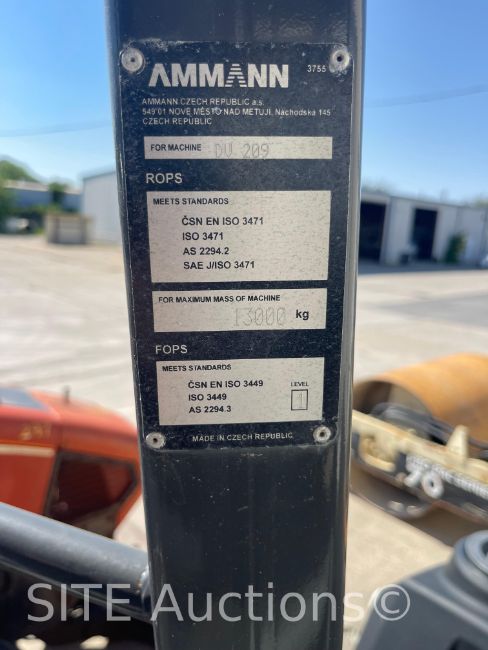 AMMANN
3755
AMMANN CZECH REPUBLIC a.s.
549 01 NOVÉ MĚSTO NAD METUJÍ, Náchodská 145
CZECH REPUBLIC
FOR MACHINE DV 209
ROPS
MEETS STANDARDS
ČSN EN ISO 3471
ISO 3471
AS 2294.2
SAE J/ISO 3471
FOR MAXIMUM MASS OF MACHINE
13000 kg
FOPS
MEETS STANDARDS
ČSN EN ISO 3449
ISO 3449
AS 2294.3
LEVEL
1
MADE IN CZECH REPUBLIC
70
SITE Auctions©